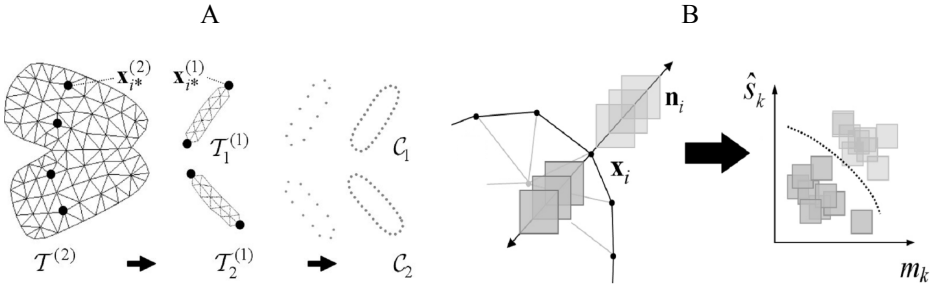 A
B
x_{i*}^{(2)}
x_{i*}^{(1)}
𝒯_1^{(1)}
𝒞_1
𝒯^{(2)}
𝒯_2^{(1)}
𝒞_2
n_i
x_i
ŝ_k
m_k